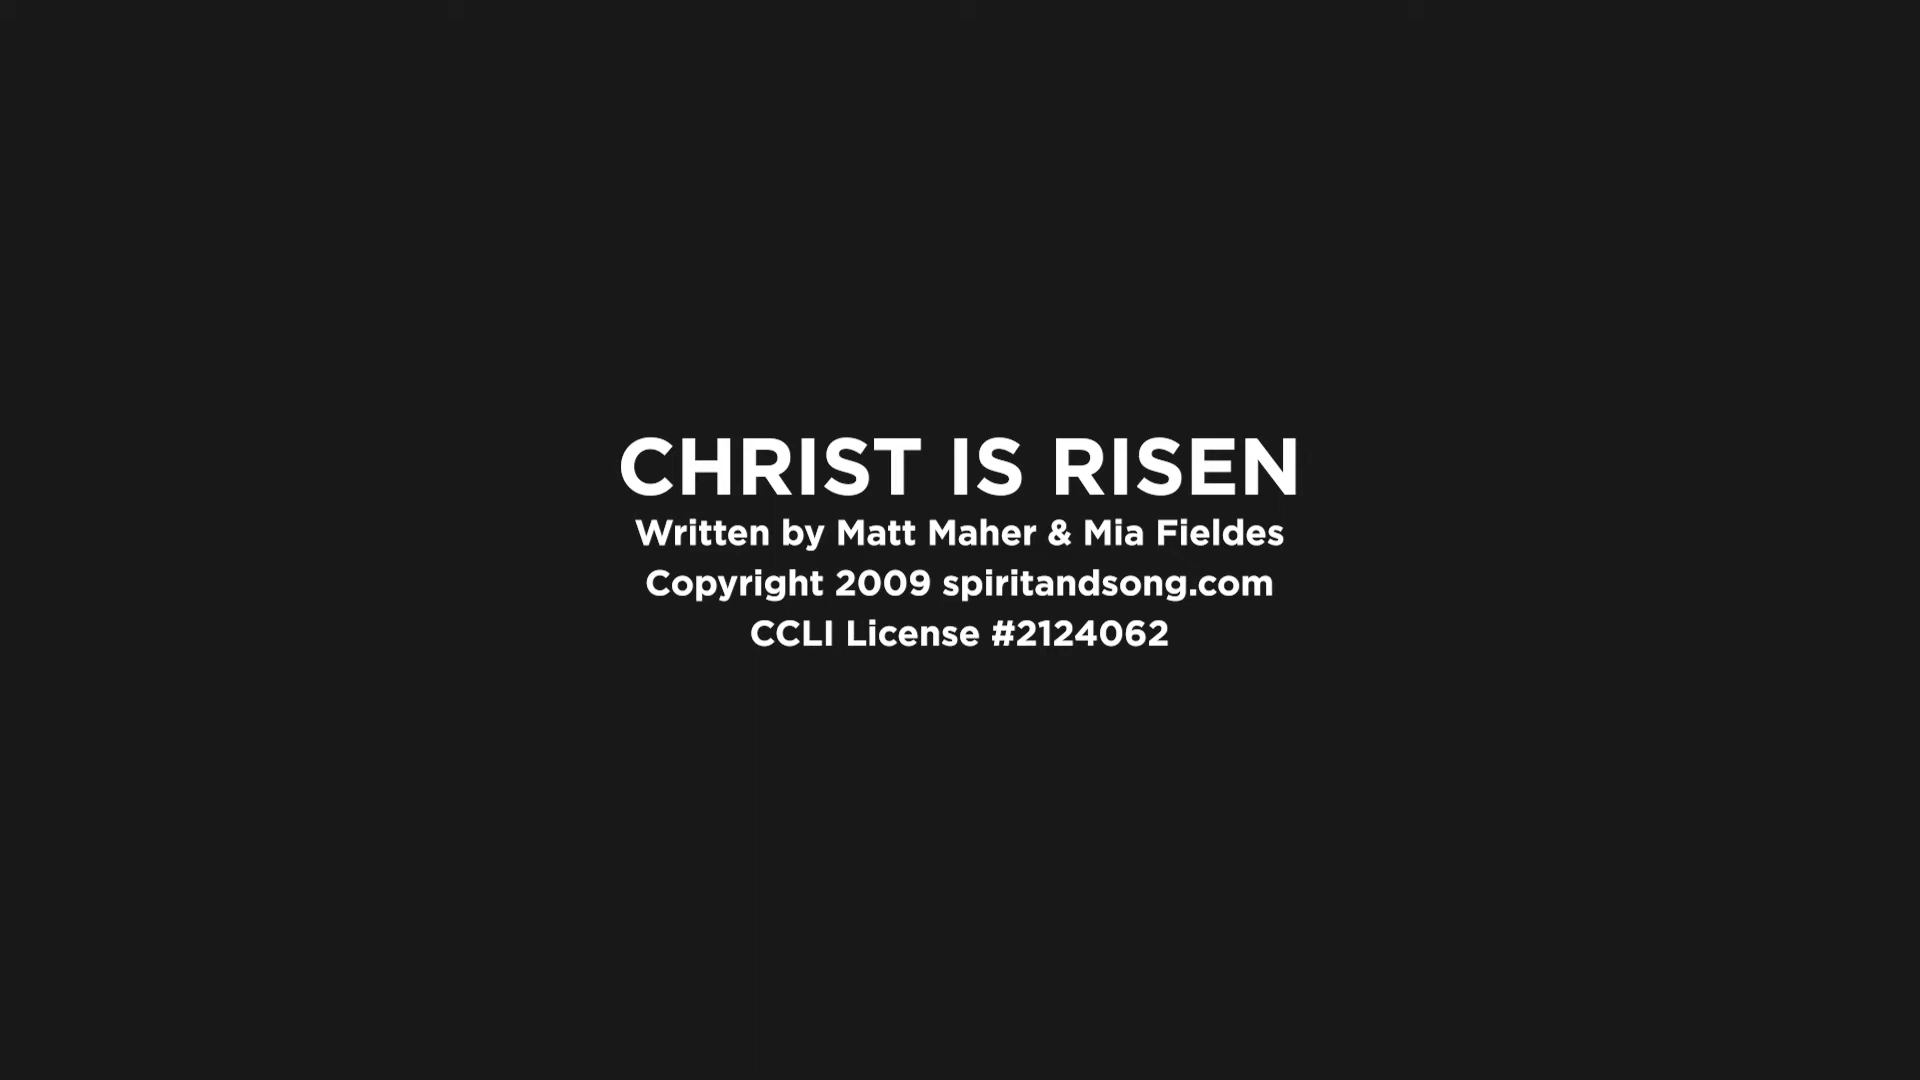 CHRIST IS RISEN
Written by Matt Maher & Mia Fieldes
Copyright 2009 spiritandsong.com
CCLI License #2124062